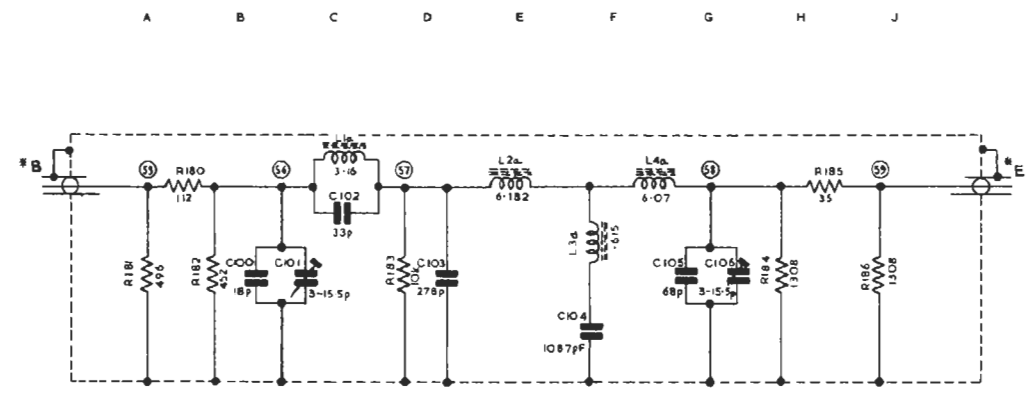 A B C D E F G H J
L1a
3-16
* B
55
R180
112
56
C102
33p
57
L2a
6·182
L4a
6·07
58
R185
35
59
* E
R181
496
R182
452
C100
18p
C101
3-15·5p
R183
10k
C103
278p
L3a
·615
C104
1087pF
C105
68p
C106
3-15·5p
R184
1308
R186
1308